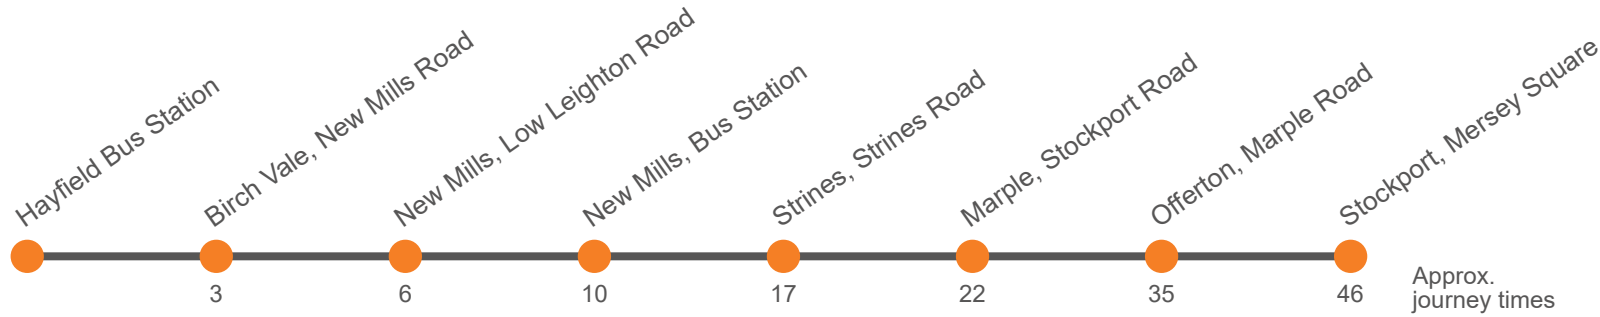 Hayfield Bus Station
Birch Vale, New Mills Road
New Mills, Low Leighton Road
New Mills, Bus Station
Strines, Strines Road
Marple, Stockport Road
Offerton, Marple Road
Stockport, Mersey Square
3
6
10
17
22
35
46
Approx.
journey times